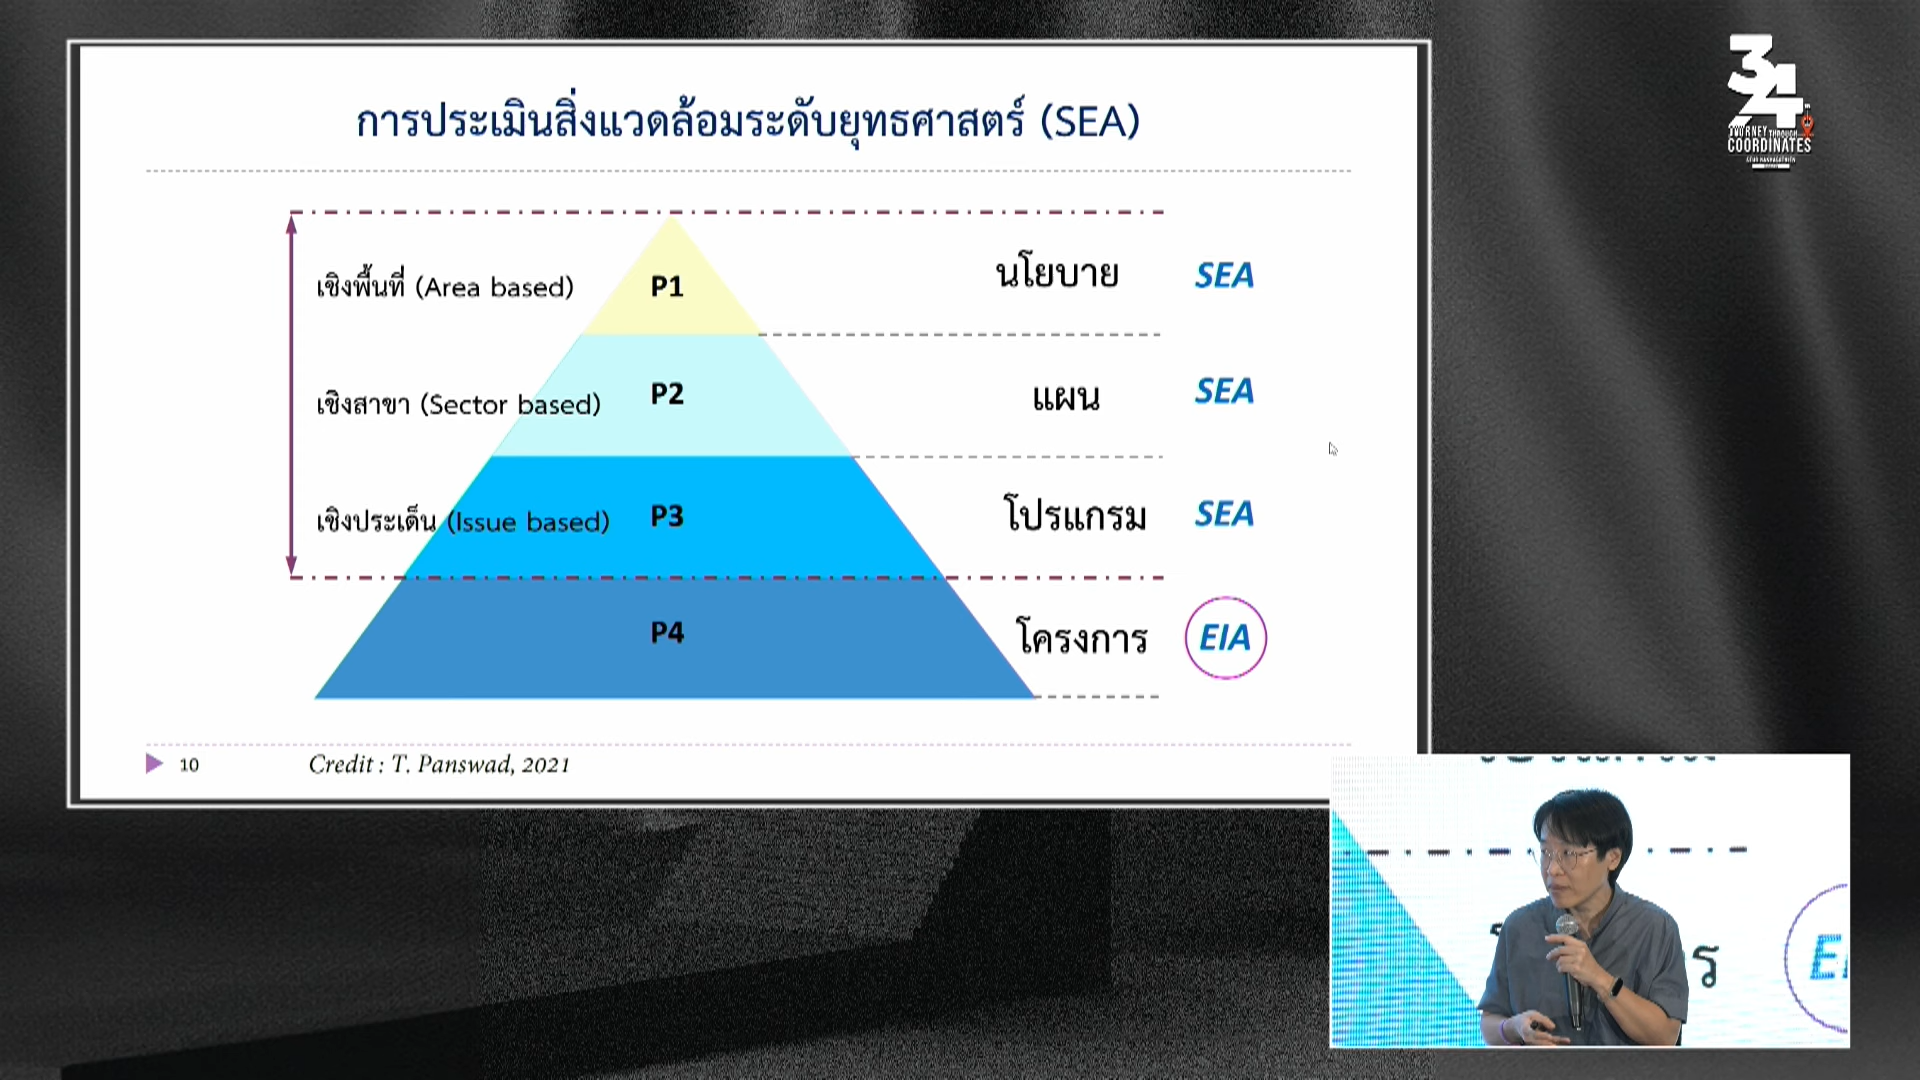 การประเมินสิ่งแวดล้อมระดับยุทธศาสตร์ (SEA)
เชิงพื้นที่ (Area based) P1 นโยบาย SEA
เชิงสาขา (Sector based) P2 แผน SEA
เชิงประเด็น (Issue based) P3 โปรแกรม SEA
P4 โครงการ EIA
10 Credit : T. Panswad, 2021
34
JOURNEY THROUGH
COORDINATES